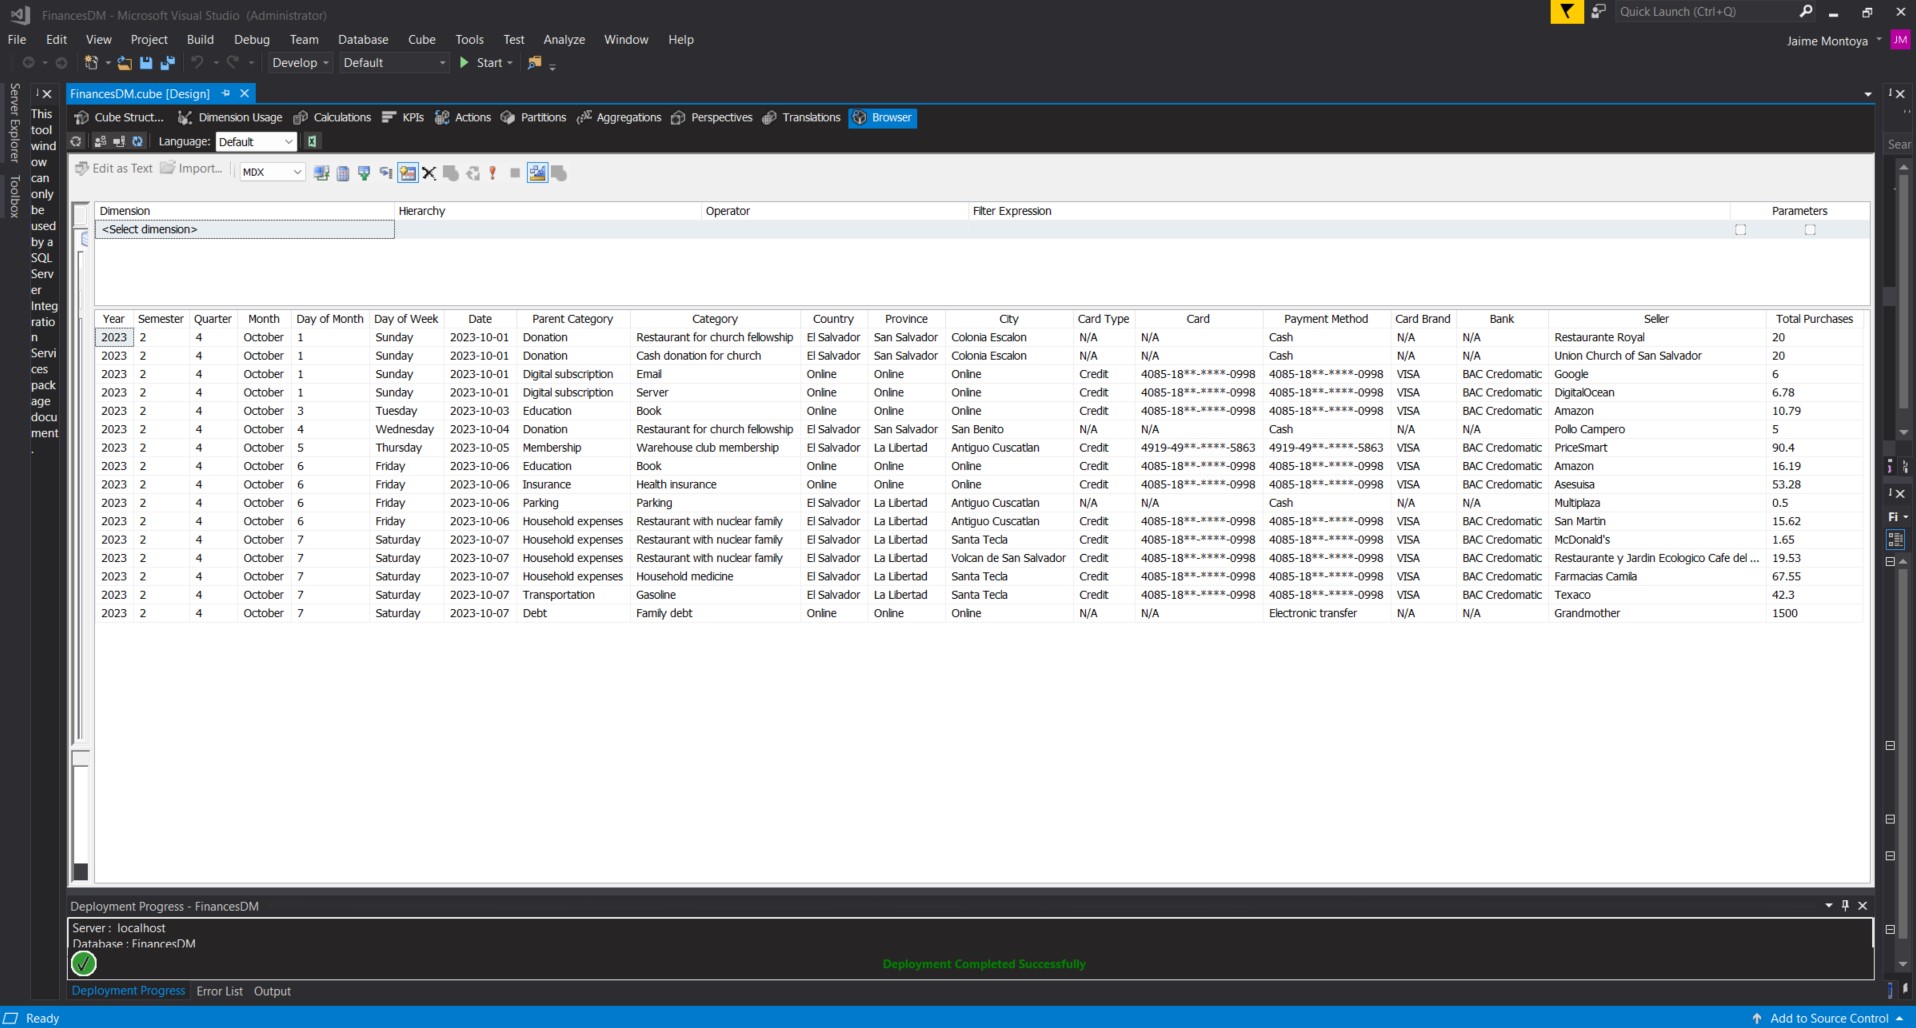 FinancesDM - Microsoft Visual Studio (Administrator)
Quick Launch (Ctrl+Q)
File Edit View Project Build Debug Team Database Cube Tools Test Analyze Window Help
Jaime Montoya JM
Develop Default Start
Server Explorer
Toolbox
This
tool
wind
ow
can
only
be
used
by a
SQL
Serv
er
Integ
ratio
n
Servi
ces
pack
age
docu
ment
.
FinancesDM.cube [Design]
Cube Struct... Dimension Usage Calculations KPIs Actions Partitions Aggregations Perspectives Translations Browser
Language: Default
Edit as Text Import... MDX
Dimension Hierarchy Operator Filter Expression Parameters
<Select dimension>
Year Semester Quarter Month Day of Month Day of Week Date Parent Category Category Country Province City Card Type Card Payment Method Card Brand Bank Seller Total Purchases
2023 2 4 October 1 Sunday 2023-10-01 Donation Restaurant for church fellowship El Salvador San Salvador Colonia Escalon N/A N/A Cash N/A N/A Restaurante Royal 20
2023 2 4 October 1 Sunday 2023-10-01 Donation Cash donation for church El Salvador San Salvador Colonia Escalon N/A N/A Cash N/A N/A Union Church of San Salvador 20
2023 2 4 October 1 Sunday 2023-10-01 Digital subscription Email Online Online Online Credit 4085-18**-****-0998 4085-18**-****-0998 VISA BAC Credomatic Google 6
2023 2 4 October 1 Sunday 2023-10-01 Digital subscription Server Online Online Online Credit 4085-18**-****-0998 4085-18**-****-0998 VISA BAC Credomatic DigitalOcean 6.78
2023 2 4 October 3 Tuesday 2023-10-03 Education Book Online Online Online Credit 4085-18**-****-0998 4085-18**-****-0998 VISA BAC Credomatic Amazon 10.79
2023 2 4 October 4 Wednesday 2023-10-04 Donation Restaurant for church fellowship El Salvador San Salvador San Benito N/A N/A Cash N/A N/A Pollo Campero 5
2023 2 4 October 5 Thursday 2023-10-05 Membership Warehouse club membership El Salvador La Libertad Antiguo Cuscatlan Credit 4919-49**-****-5863 4919-49**-****-5863 VISA BAC Credomatic PriceSmart 90.4
2023 2 4 October 6 Friday 2023-10-06 Education Book Online Online Online Credit 4085-18**-****-0998 4085-18**-****-0998 VISA BAC Credomatic Amazon 16.19
2023 2 4 October 6 Friday 2023-10-06 Insurance Health insurance Online Online Online Credit 4085-18**-****-0998 4085-18**-****-0998 VISA BAC Credomatic Asesuisa 53.28
2023 2 4 October 6 Friday 2023-10-06 Parking Parking El Salvador La Libertad Antiguo Cuscatlan N/A N/A Cash N/A N/A Multiplaza 0.5
2023 2 4 October 6 Friday 2023-10-06 Household expenses Restaurant with nuclear family El Salvador La Libertad Antiguo Cuscatlan Credit 4085-18**-****-0998 4085-18**-****-0998 VISA BAC Credomatic San Martin 15.62
2023 2 4 October 7 Saturday 2023-10-07 Household expenses Restaurant with nuclear family El Salvador La Libertad Santa Tecla Credit 4085-18**-****-0998 4085-18**-****-0998 VISA BAC Credomatic McDonald's 1.65
2023 2 4 October 7 Saturday 2023-10-07 Household expenses Restaurant with nuclear family El Salvador La Libertad Volcan de San Salvador Credit 4085-18**-****-0998 4085-18**-****-0998 VISA BAC Credomatic Restaurante y Jardin Ecologico Cafe del ... 19.53
2023 2 4 October 7 Saturday 2023-10-07 Household expenses Household medicine El Salvador La Libertad Santa Tecla Credit 4085-18**-****-0998 4085-18**-****-0998 VISA BAC Credomatic Farmacias Camila 67.55
2023 2 4 October 7 Saturday 2023-10-07 Transportation Gasoline El Salvador La Libertad Santa Tecla Credit 4085-18**-****-0998 4085-18**-****-0998 VISA BAC Credomatic Texaco 42.3
2023 2 4 October 7 Saturday 2023-10-07 Debt Family debt Online Online Online N/A N/A Electronic transfer N/A N/A Grandmother 1500
Sear
Fi
Deployment Progress - FinancesDM
Server : localhost
Database : FinancesDM
Deployment Completed Successfully
Deployment Progress Error List Output
Ready
Add to Source Control